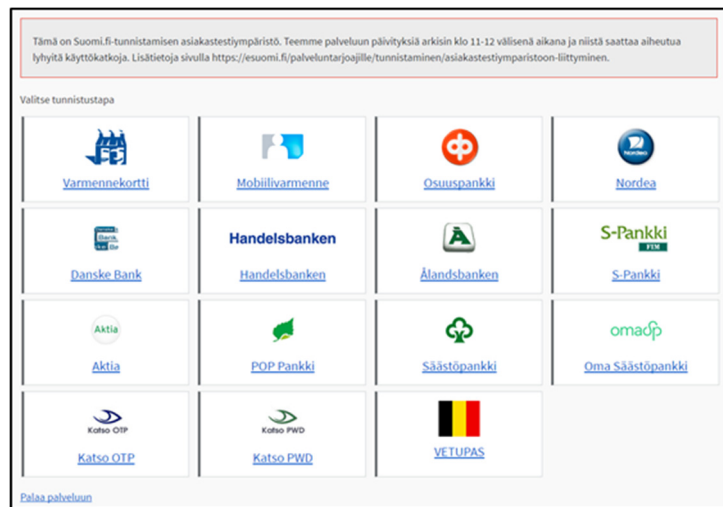 Tämä on Suomi.fi-tunnistamisen asiakastestiympäristö. Teemme palveluun päivityksiä arkisin klo 11-12 välisenä aikana ja niistä saattaa aiheutua
lyhyitä käyttökatkoja. Lisätietoja sivulla https://esuomi.fi/palveluntarjoajille/tunnistaminen/asiakastestiymparistoon-liittyminen.
Valitse tunnistustapa
Varmennekortti
Mobiilivarmenne
Osuuspankki
Nordea
Nordea
Danske Bank
Handelsbanken
Handelsbanken
Ålandsbanken
S-Pankki
FIM
S-Pankki
Aktia
Aktia
POP Pankki
Säästöpankki
omasp
Oma Säästöpankki
Katso OTP
Katso OTP
Katso PWD
Katso PWD
VETUPAS
Palaa palveluun